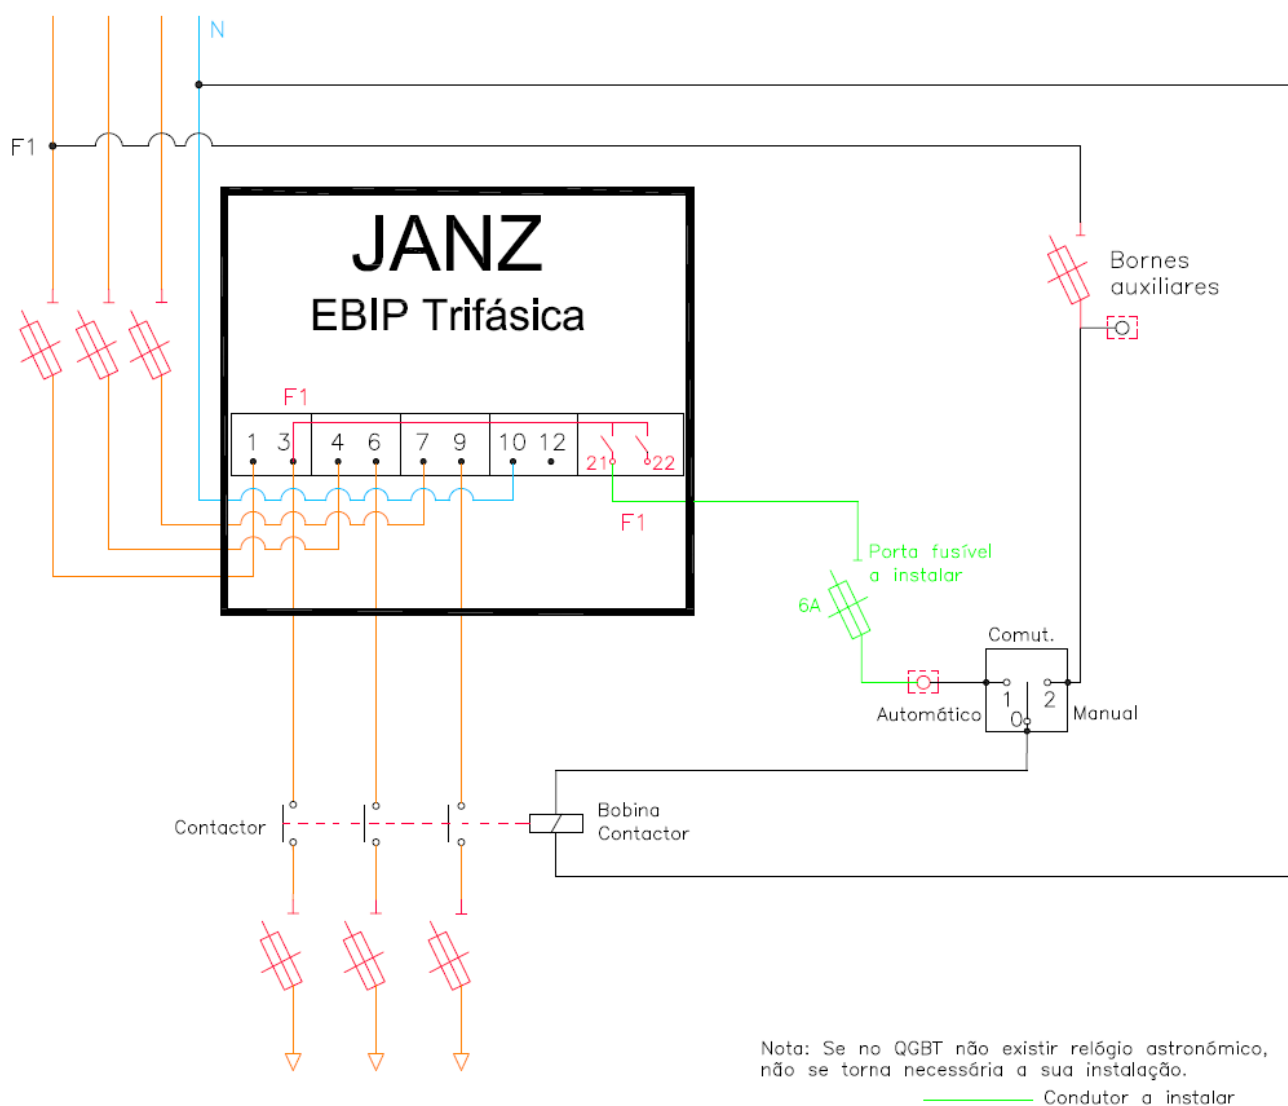 N
F1
JANZ
EBIP Trifásica
Bornes
auxiliares
F1
1 3 4 6 7 9 10 12
21 22
F1
Porta fusível
a instalar
6A
Comut.
1 2
0
Automático
Manual
Contactor
Bobina
Contactor
Nota: Se no QGBT não existir relógio astronómico,
não se torna necessária a sua instalação.
Condutor a instalar